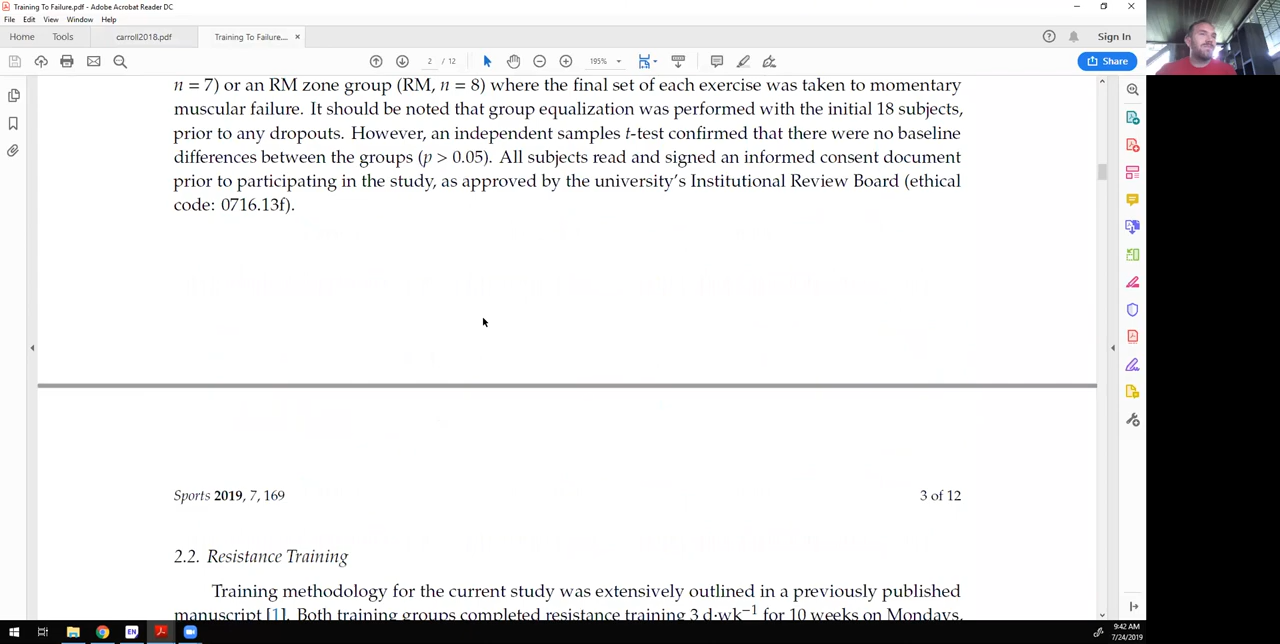 Training To Failure.pdf - Adobe Acrobat Reader DC
File Edit View Window Help
Home Tools carroll2018.pdf Training To Failure... × Sign In
2 / 12 195% Share
n = 7) or an RM zone group (RM, n = 8) where the final set of each exercise was taken to momentary
muscular failure. It should be noted that group equalization was performed with the initial 18 subjects,
prior to any dropouts. However, an independent samples t-test confirmed that there were no baseline
differences between the groups (p > 0.05). All subjects read and signed an informed consent document
prior to participating in the study, as approved by the university's Institutional Review Board (ethical
code: 0716.13f).
Sports 2019, 7, 169 3 of 12
2.2. Resistance Training
Training methodology for the current study was extensively outlined in a previously published
manuscript [1]. Both training groups completed resistance training 3 d·wk⁻¹ for 10 weeks on Mondays,
EN
9:42 AM
7/24/2019